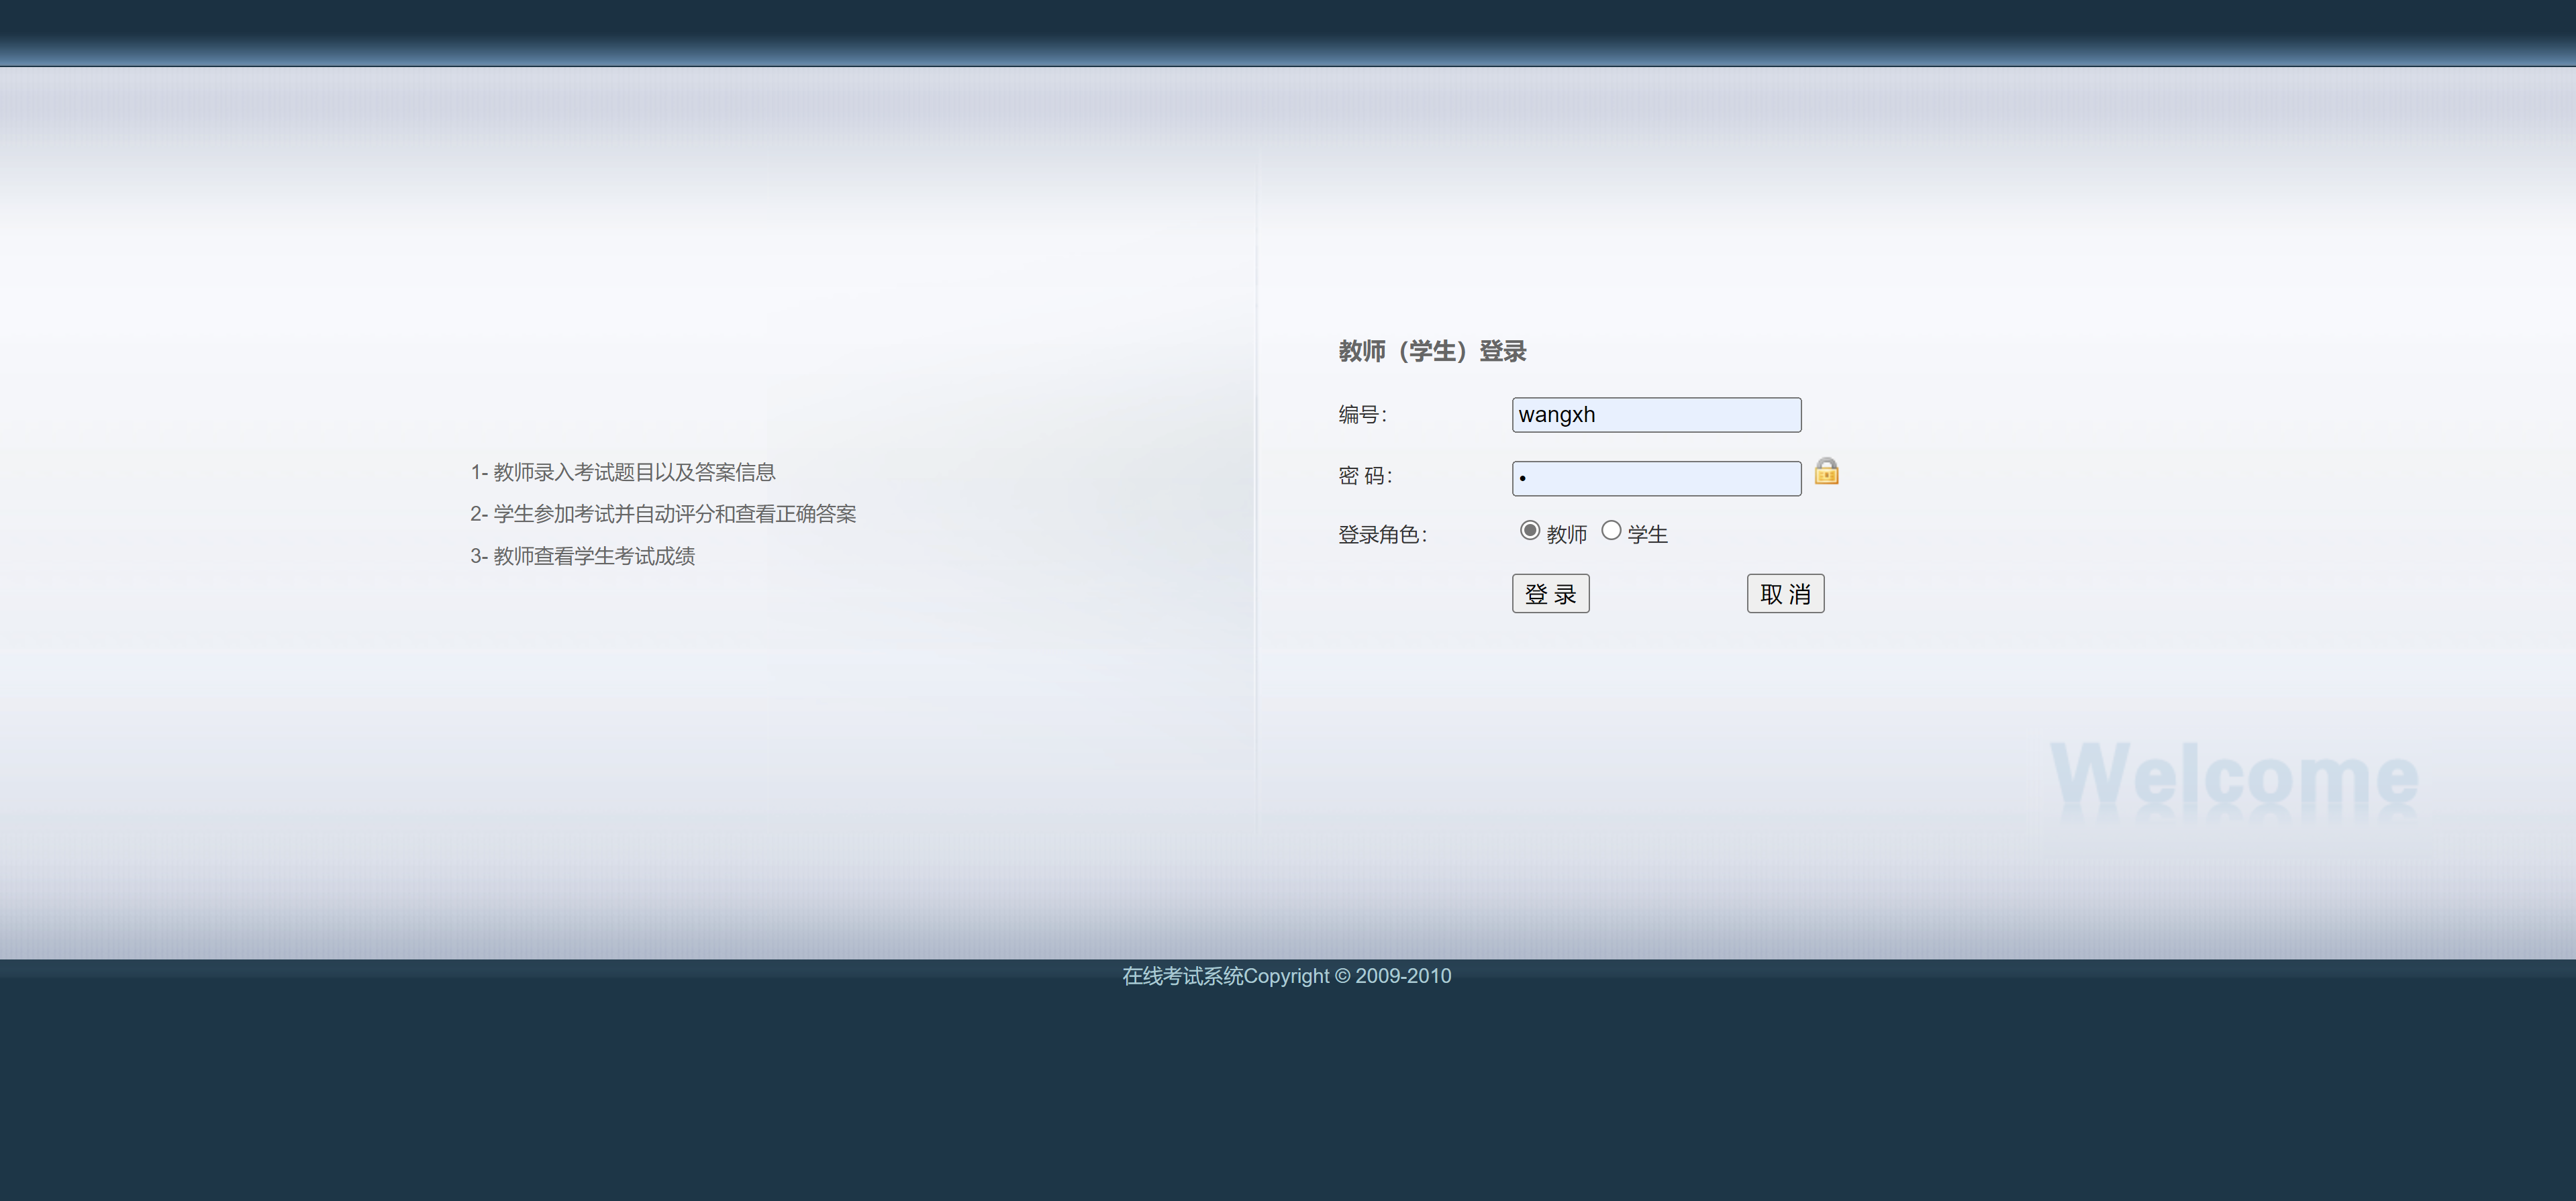 1- 教师录入考试题目以及答案信息
2- 学生参加考试并自动评分和查看正确答案
3- 教师查看学生考试成绩
教师（学生）登录
编号：
wangxh
密 码：
•
登录角色：
教师 学生
登 录 取 消
Welcome
在线考试系统Copyright © 2009-2010